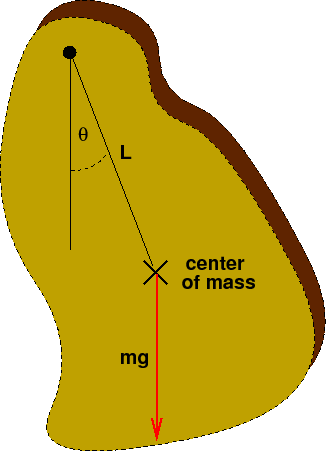 θ
L
center
of mass
mg